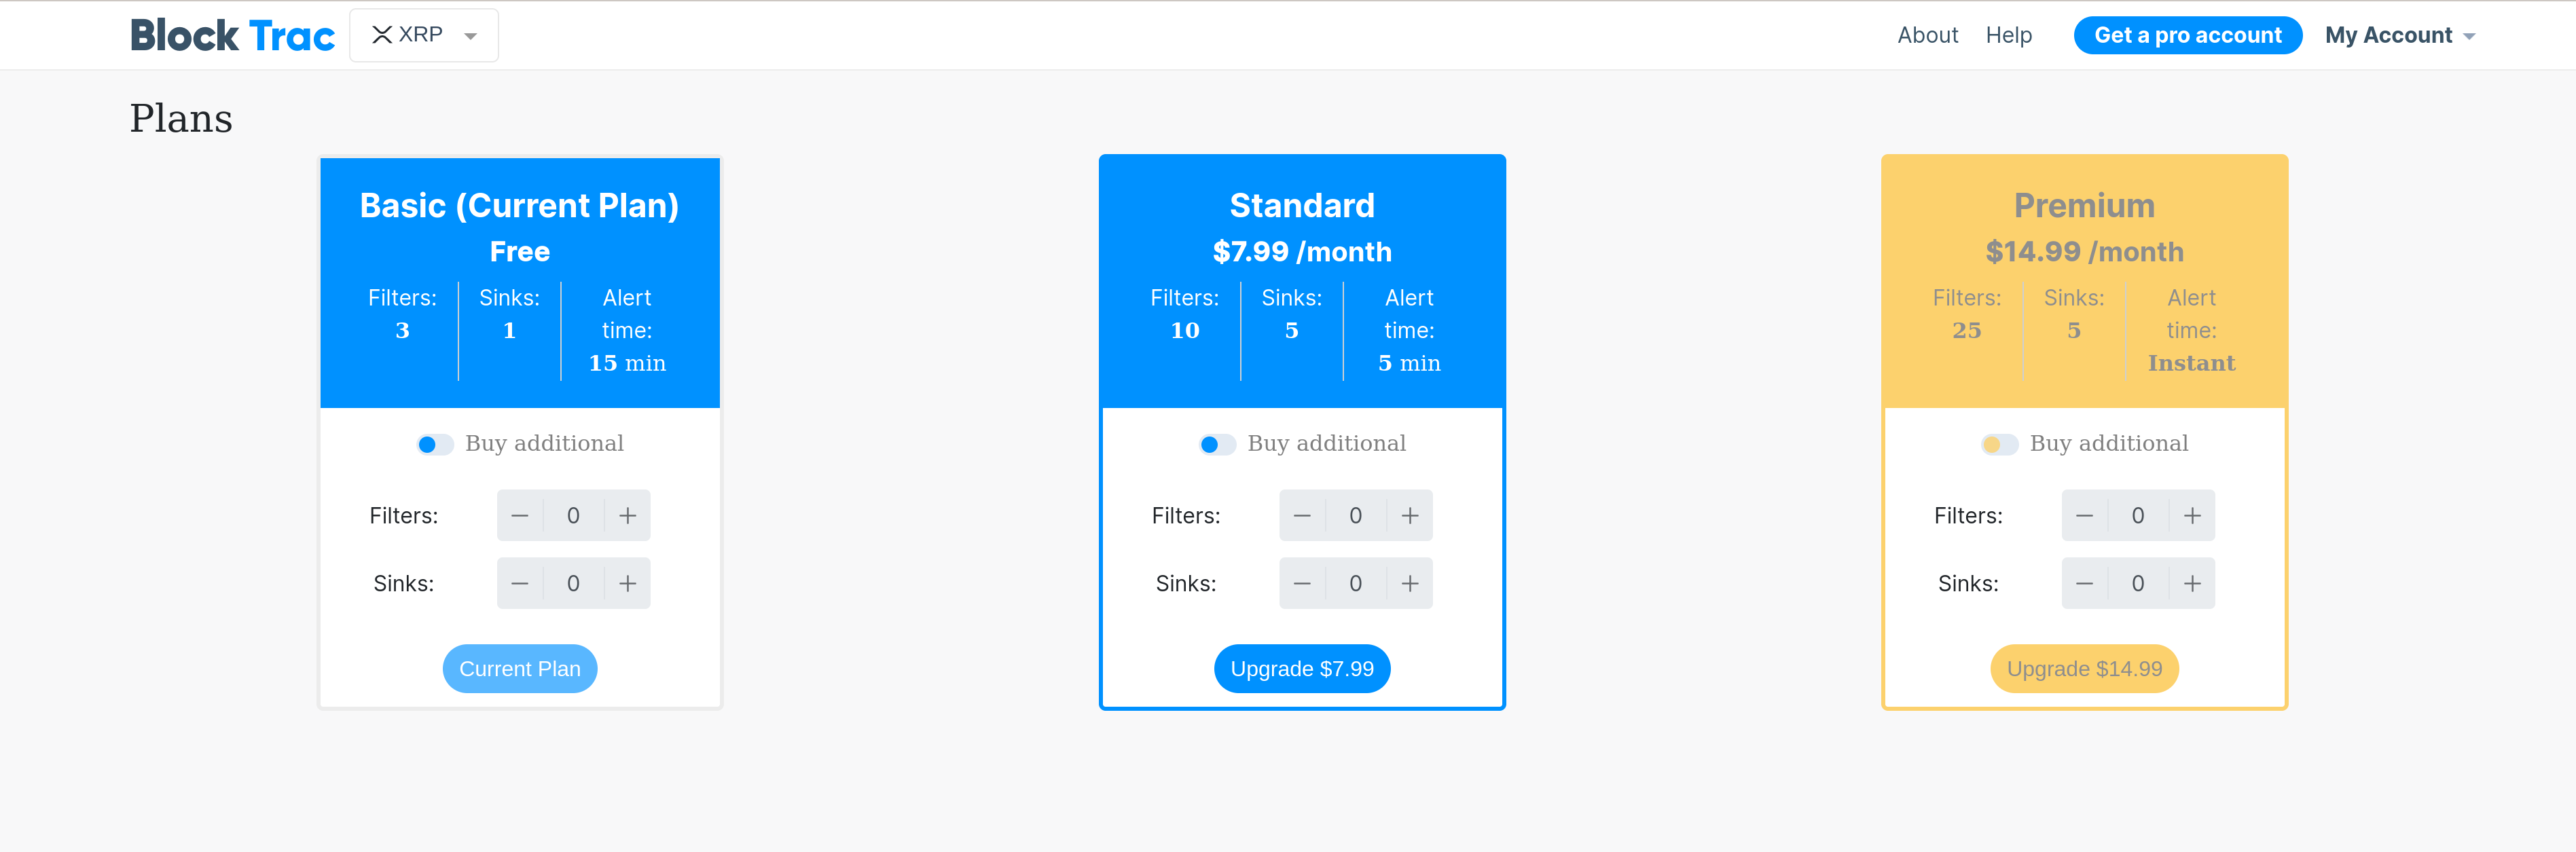 Block Trac XRP About Help Get a pro account My Account
Plans
Basic (Current Plan)
Free
Filters:
3
Sinks:
1
Alert
time:
15 min
Buy additional
Filters: 0
Sinks: 0
Current Plan
Standard
$7.99 /month
Filters:
10
Sinks:
5
Alert
time:
5 min
Buy additional
Filters: 0
Sinks: 0
Upgrade $7.99
Premium
$14.99 /month
Filters:
25
Sinks:
5
Alert
time:
Instant
Buy additional
Filters: 0
Sinks: 0
Upgrade $14.99